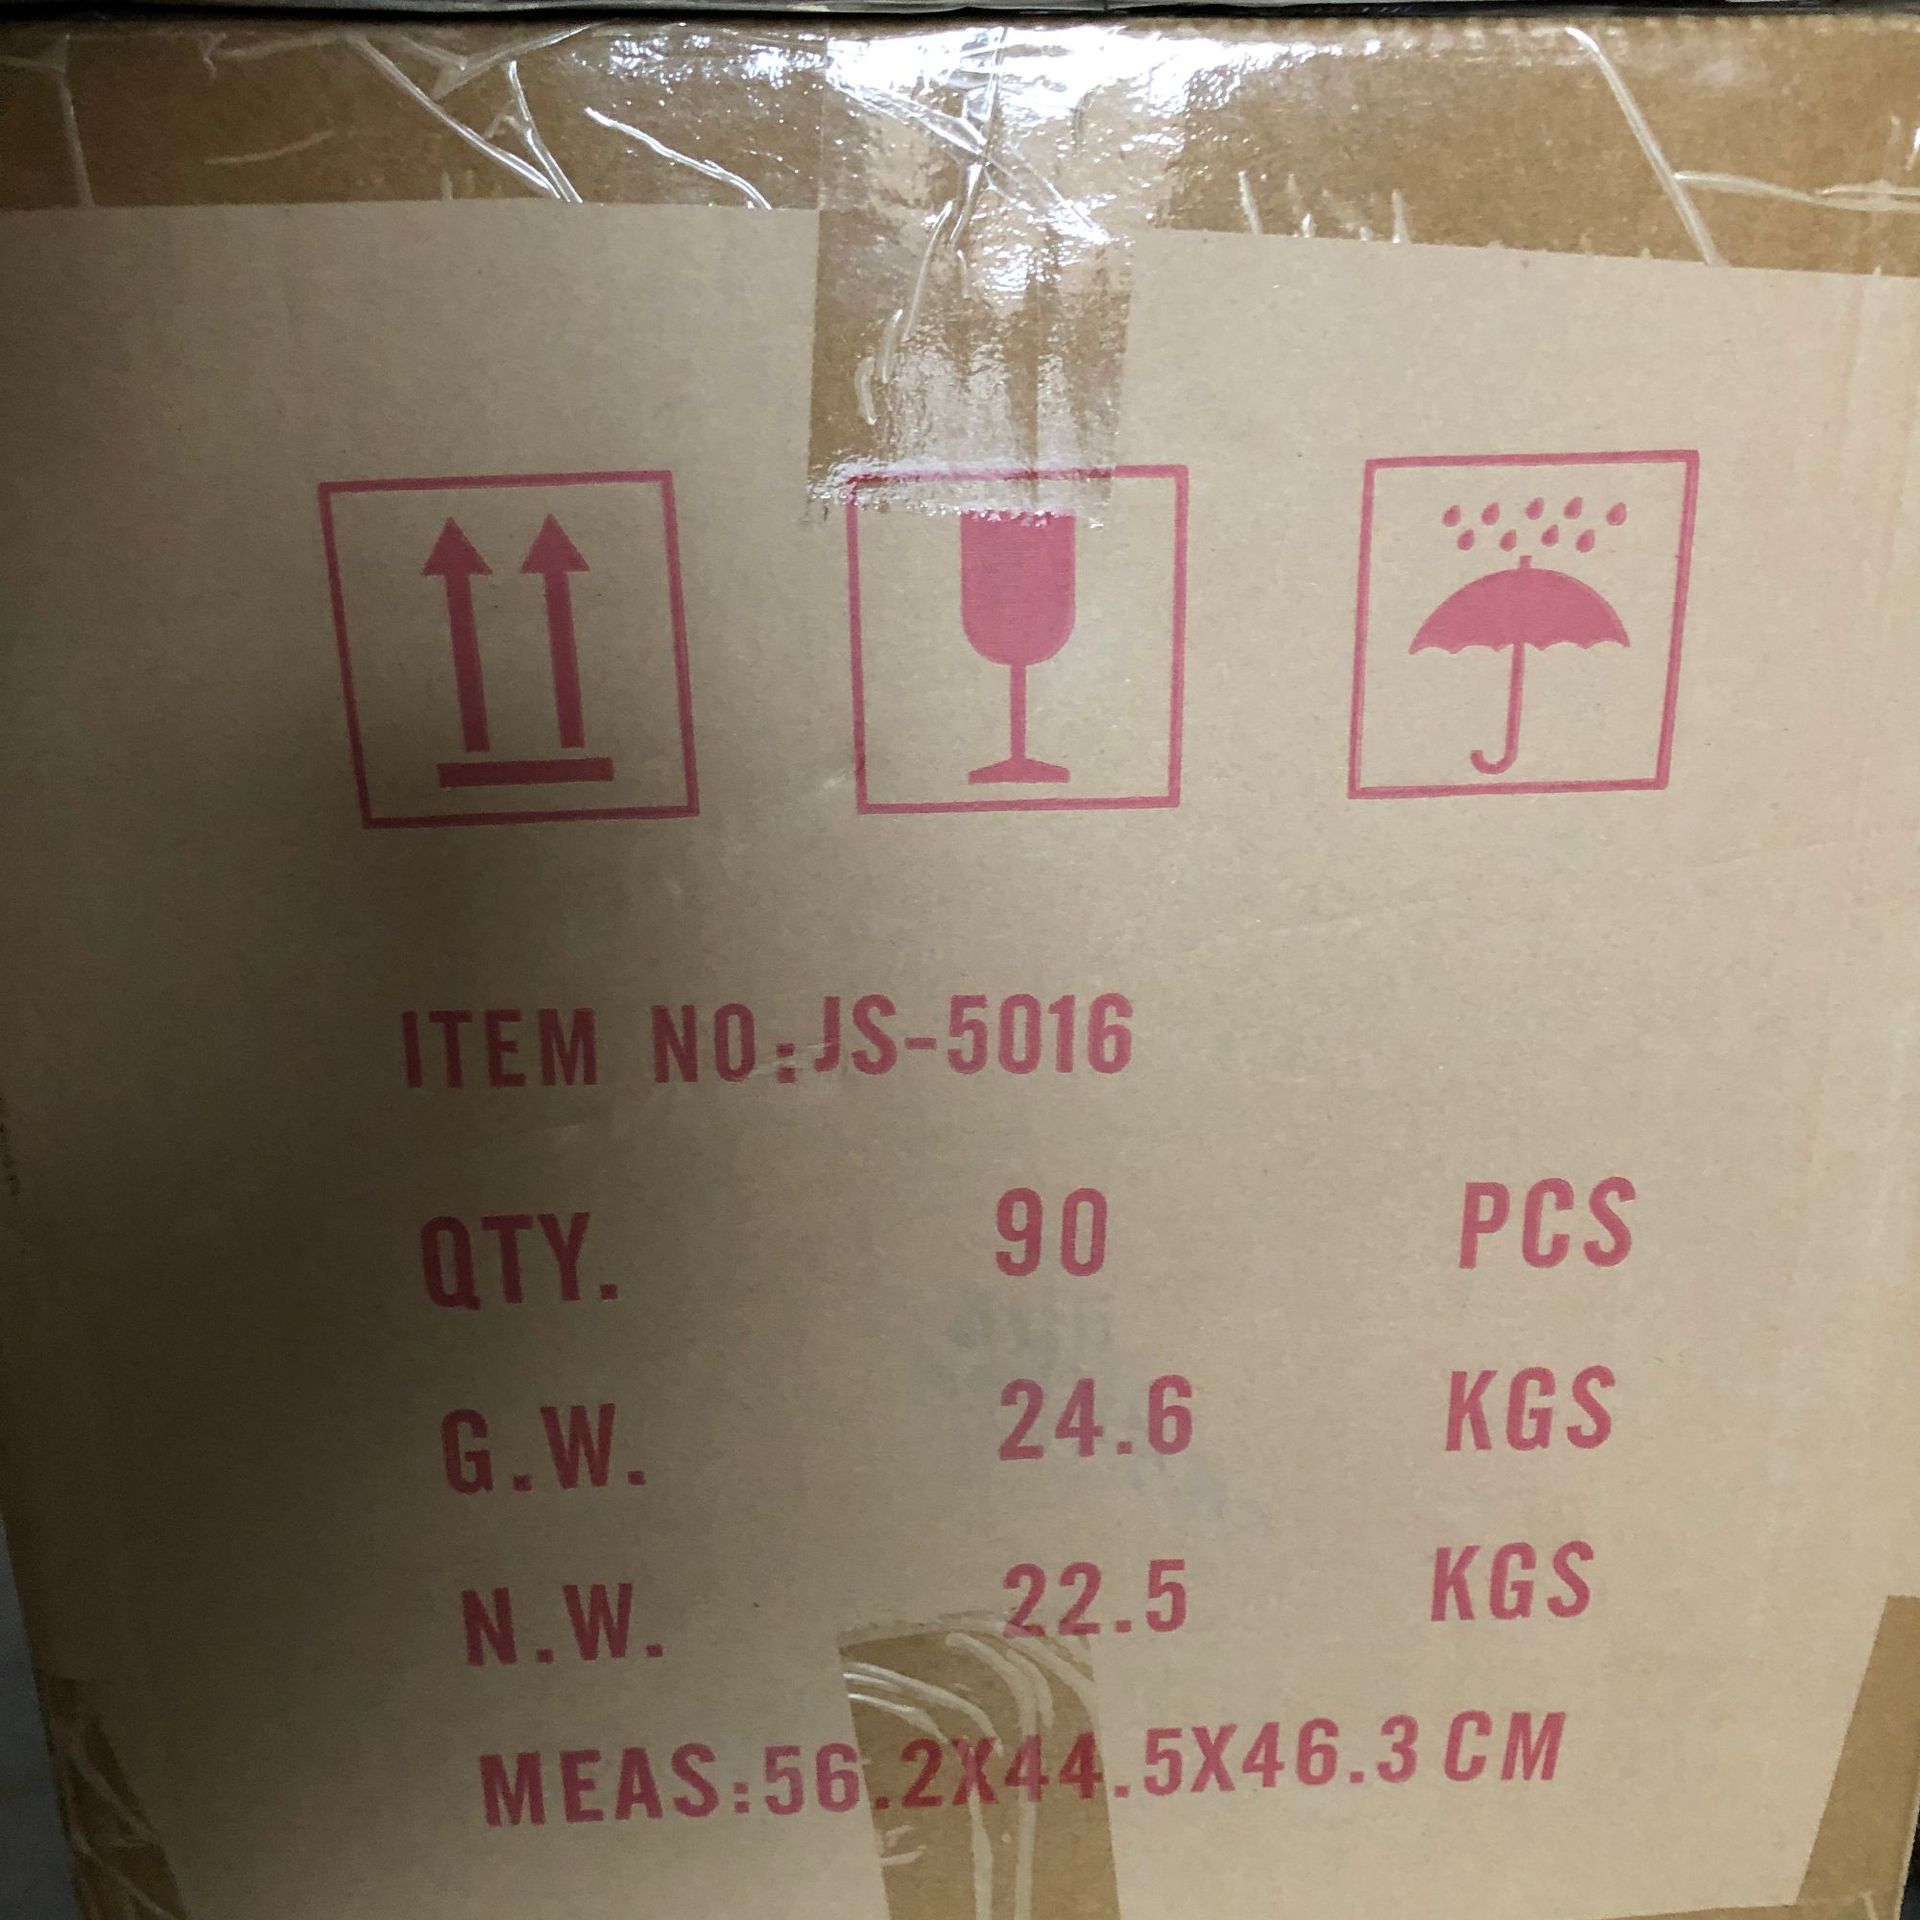 ITEM NO:JS-5016
QTY. 90 PCS
G.W. 24.6 KGS
N.W. 22.5 KGS
MEAS:56.2X44.5X46.3CM